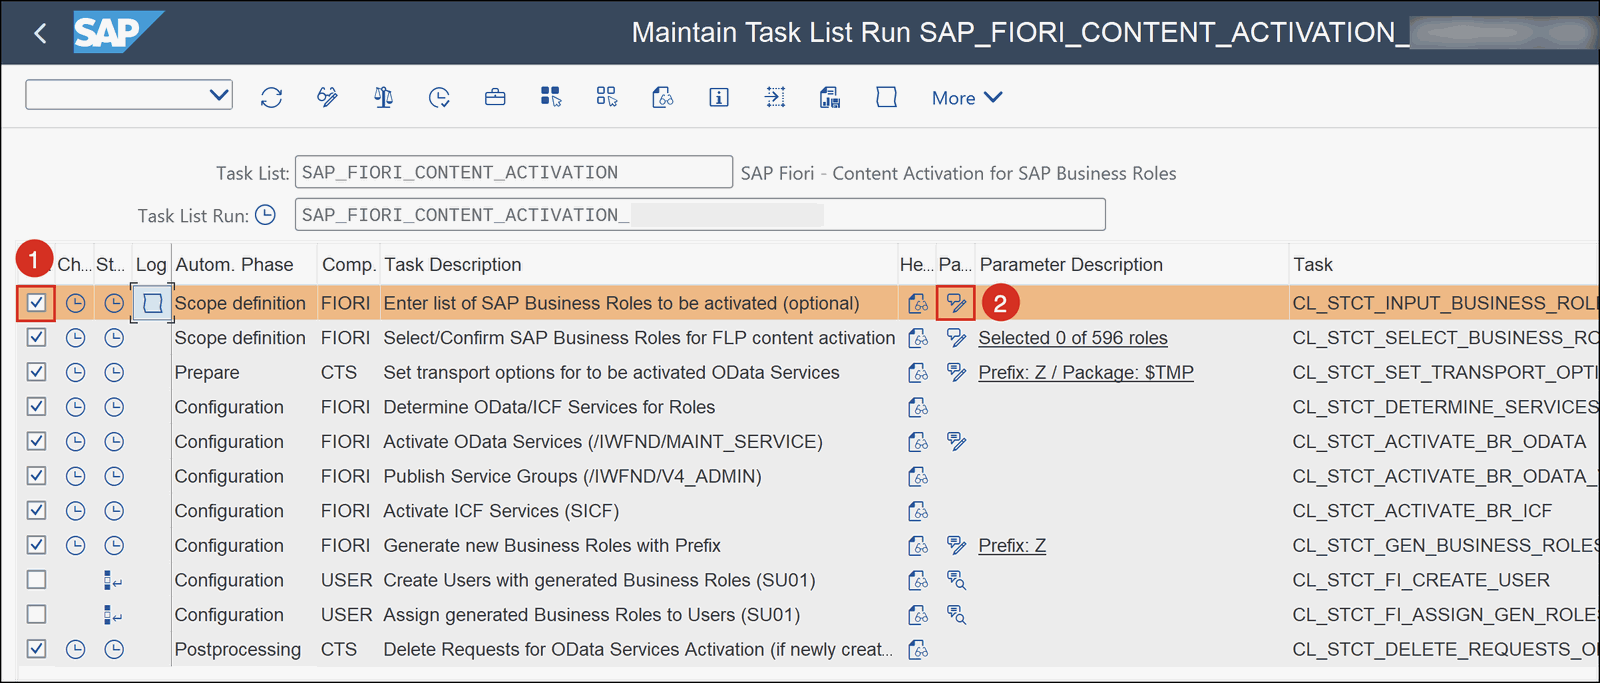 SAP Maintain Task List Run SAP_FIORI_CONTENT_ACTIVATION_
More
Task List: SAP_FIORI_CONTENT_ACTIVATION SAP Fiori - Content Activation for SAP Business Roles
Task List Run: SAP_FIORI_CONTENT_ACTIVATION_
1 Ch... St... Log Autom. Phase Comp. Task Description He... Pa... Parameter Description Task
Scope definition FIORI Enter list of SAP Business Roles to be activated (optional) 2 CL_STCT_INPUT_BUSINESS_ROLE
Scope definition FIORI Select/Confirm SAP Business Roles for FLP content activation Selected 0 of 596 roles CL_STCT_SELECT_BUSINESS_RO
Prepare CTS Set transport options for to be activated OData Services Prefix: Z / Package: $TMP CL_STCT_SET_TRANSPORT_OPTI
Configuration FIORI Determine OData/ICF Services for Roles CL_STCT_DETERMINE_SERVICES
Configuration FIORI Activate OData Services (/IWFND/MAINT_SERVICE) CL_STCT_ACTIVATE_BR_ODATA
Configuration FIORI Publish Service Groups (/IWFND/V4_ADMIN) CL_STCT_ACTIVATE_BR_ODATA_
Configuration FIORI Activate ICF Services (SICF) CL_STCT_ACTIVATE_BR_ICF
Configuration FIORI Generate new Business Roles with Prefix Prefix: Z CL_STCT_GEN_BUSINESS_ROLES
Configuration USER Create Users with generated Business Roles (SU01) CL_STCT_FI_CREATE_USER
Configuration USER Assign generated Business Roles to Users (SU01) CL_STCT_FI_ASSIGN_GEN_ROLES
Postprocessing CTS Delete Requests for OData Services Activation (if newly creat... CL_STCT_DELETE_REQUESTS_O